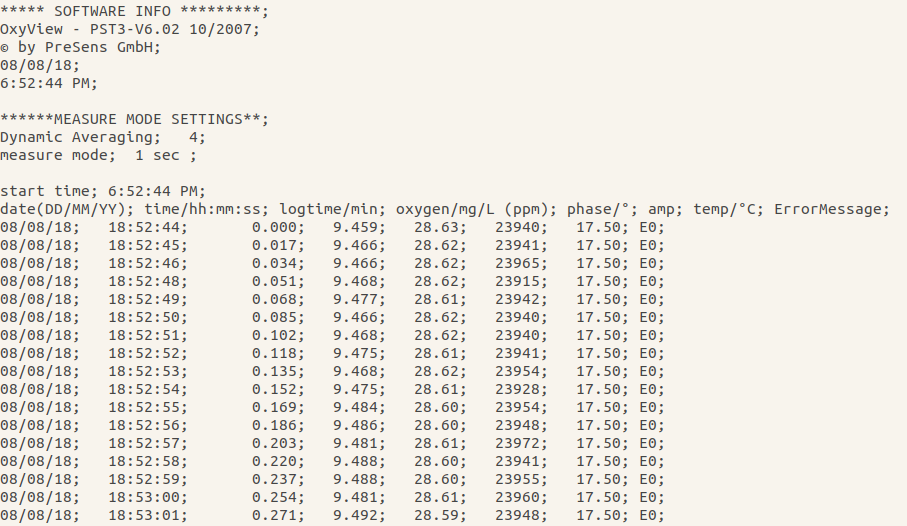 ***** SOFTWARE INFO *********;
OxyView - PST3-V6.02 10/2007;
© by PreSens GmbH;
08/08/18;
6:52:44 PM;
******MEASURE MODE SETTINGS**;
Dynamic Averaging;   4;
measure mode;  1 sec ;
start time; 6:52:44 PM;
date(DD/MM/YY); time/hh:mm:ss; logtime/min; oxygen/mg/L (ppm); phase/°; amp; temp/°C; ErrorMessage;
08/08/18;   18:52:44;       0.000;   9.459;   28.63;   23940;   17.50; E0;
08/08/18;   18:52:45;       0.017;   9.466;   28.62;   23941;   17.50; E0;
08/08/18;   18:52:46;       0.034;   9.466;   28.62;   23965;   17.50; E0;
08/08/18;   18:52:48;       0.051;   9.468;   28.62;   23915;   17.50; E0;
08/08/18;   18:52:49;       0.068;   9.477;   28.61;   23942;   17.50; E0;
08/08/18;   18:52:50;       0.085;   9.466;   28.62;   23940;   17.50; E0;
08/08/18;   18:52:51;       0.102;   9.468;   28.62;   23940;   17.50; E0;
08/08/18;   18:52:52;       0.118;   9.475;   28.61;   23941;   17.50; E0;
08/08/18;   18:52:53;       0.135;   9.468;   28.62;   23954;   17.50; E0;
08/08/18;   18:52:54;       0.152;   9.475;   28.61;   23928;   17.50; E0;
08/08/18;   18:52:55;       0.169;   9.484;   28.60;   23954;   17.50; E0;
08/08/18;   18:52:56;       0.186;   9.486;   28.60;   23948;   17.50; E0;
08/08/18;   18:52:57;       0.203;   9.481;   28.61;   23972;   17.50; E0;
08/08/18;   18:52:58;       0.220;   9.488;   28.60;   23941;   17.50; E0;
08/08/18;   18:52:59;       0.237;   9.488;   28.60;   23955;   17.50; E0;
08/08/18;   18:53:00;       0.254;   9.481;   28.61;   23960;   17.50; E0;
08/08/18;   18:53:01;       0.271;   9.492;   28.59;   23948;   17.50; E0;